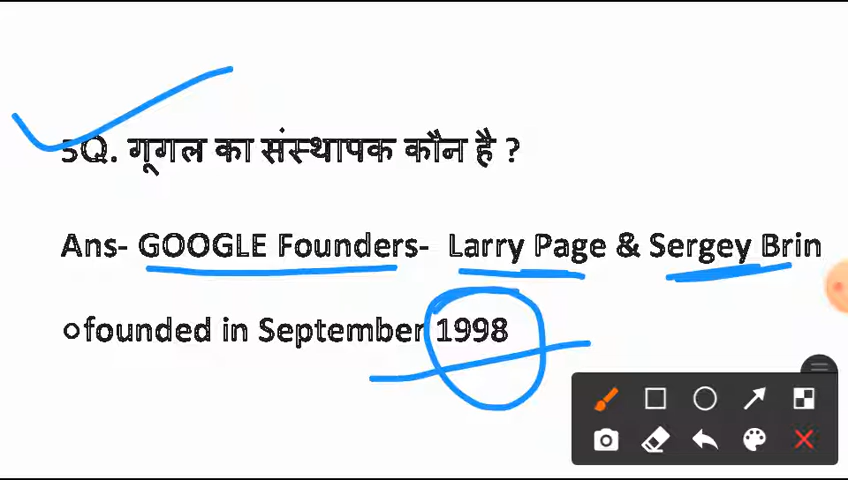 5Q. गूगल का संस्थापक कौन है ?
Ans- GOOGLE Founders- Larry Page & Sergey Brin
○founded in September 1998